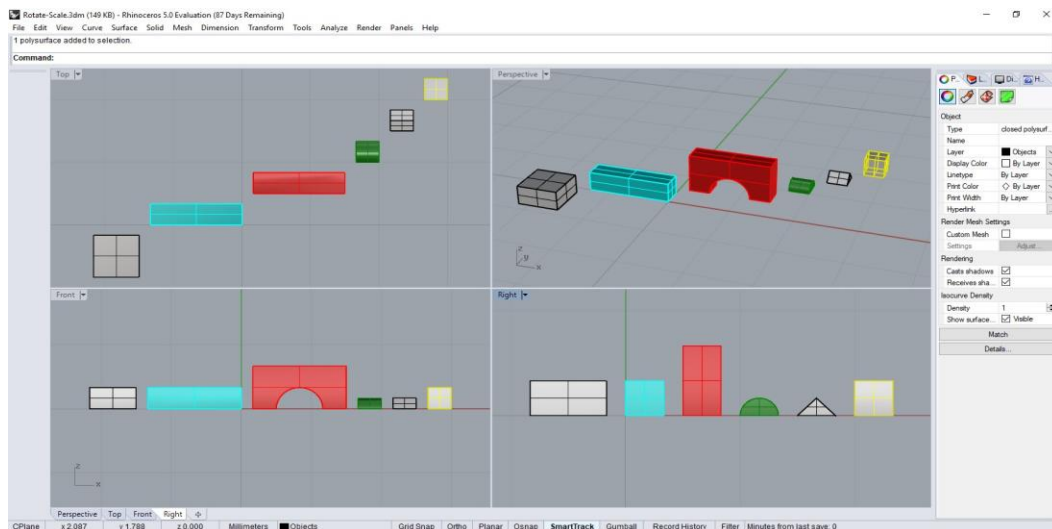 Rotate-Scale.3dm (149 KB) - Rhinoceros 5.0 Evaluation (87 Days Remaining)
File Edit View Curve Surface Solid Mesh Dimension Transform Tools Analyze Render Panels Help
1 polysurface added to selection.
Command:
Top
Perspective
P.. L.. Di.. H..
Object
Type closed polysurf..
Name
Layer Objects
Display Color By Layer
Linetype By Layer
Print Color By Layer
Print Width By Layer
Hyperlink
Render Mesh Settings
Custom Mesh
Settings Adjust...
Rendering
Casts shadows
Receives sha...
Isocurve Density
Density 1
Show surface... Visible
Match
Details...
z
y
x
Front
Right
z
x
Perspective Top Front Right
CPlane x 2.087 y 1.788 z 0.000 Millimeters Objects Grid Snap Ortho Planar Osnap SmartTrack Gumball Record History Filter Minutes from last save: 0